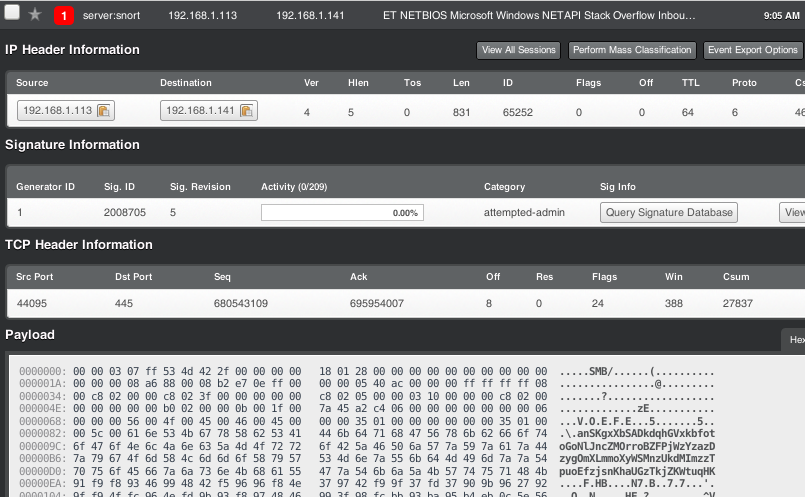 1 server:snort 192.168.1.113 192.168.1.141 ET NETBIOS Microsoft Windows NETAPI Stack Overflow Inbou... 9:05 AM
IP Header Information View All Sessions Perform Mass Classification Event Export Options
Source Destination Ver Hlen Tos Len ID Flags Off TTL Proto Cs
192.168.1.113 192.168.1.141 4 5 0 831 65252 0 0 64 6 46
Signature Information
Generator ID Sig. ID Sig. Revision Activity (0/209) Category Sig Info
1 2008705 5 0.00% attempted-admin Query Signature Database View
TCP Header Information
Src Port Dst Port Seq Ack Off Res Flags Win Csum
44095 445 680543109 695954007 8 0 24 388 27837
Payload Hex
0000000: 00 00 03 07 ff 53 4d 42 2f 00 00 00 00 18 01 28 00 00 00 00 00 00 00 00 00 00 .....SMB/......(..........
000001A: 00 00 00 08 a6 88 00 08 b2 e7 0e ff 00 00 00 05 40 ac 00 00 00 ff ff ff ff 08 ................@.........
0000034: 00 c8 02 00 00 c8 02 3f 00 00 00 00 00 c8 02 05 00 00 03 10 00 00 00 c8 02 00 .......?..................
000004E: 00 00 00 00 00 b0 02 00 00 0b 00 1f 00 7a 45 a2 c4 06 00 00 00 00 00 00 00 00 .............zE...........
0000068: 00 00 00 56 00 4f 00 45 00 46 00 45 00 00 00 35 01 00 00 00 00 00 00 35 01 00 ...V.O.E.F.E...5.......5..
0000082: 00 5c 00 61 6e 53 4b 67 78 58 62 53 41 44 6b 64 71 68 47 56 78 6b 62 66 6f 74 .\.anSKgxXbSADkdqhGVxkbfot
000009C: 6f 47 6f 4e 6c 4a 6e 63 5a 4d 4f 72 72 6f 42 5a 46 50 6a 57 7a 59 7a 61 7a 44 oGoNlJncZMOrroBZFPjWzYzazD
00000B6: 7a 79 67 4f 6d 58 4c 6d 6d 6f 58 79 57 53 4d 6e 7a 55 6b 64 4d 49 6d 7a 7a 54 zygOmXLmmoXyWSMnzUkdMImzzT
00000D0: 70 75 6f 45 66 7a 6a 73 6e 4b 68 61 55 47 7a 54 6b 6a 5a 4b 57 74 75 71 48 4b puoEfzjsnKhaUGzTkjZKWtuqHK
00000EA: 91 f9 f8 93 46 99 48 42 f5 96 96 f8 4e 37 97 42 f9 9f 37 fd 37 90 9b 96 27 92 ....F.HB....N7.B..7.7...'.